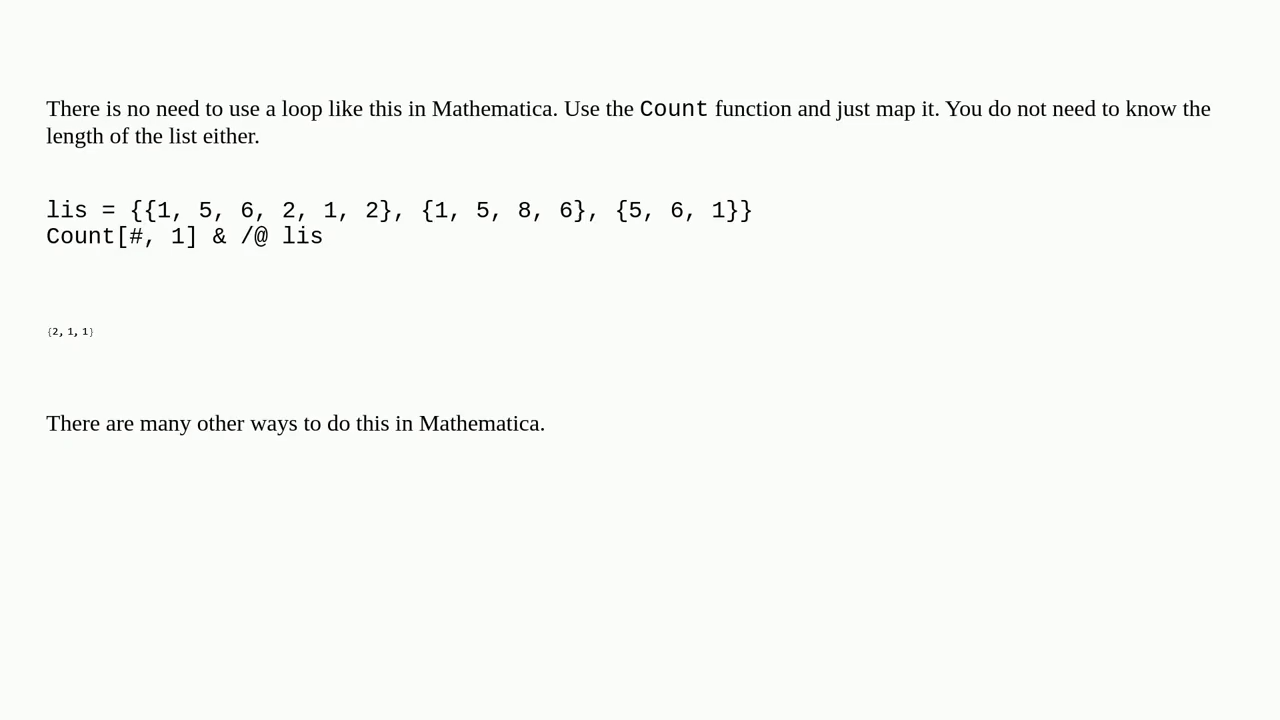 There is no need to use a loop like this in Mathematica. Use the Count function and just map it. You do not need to know the
length of the list either.
lis = {{1, 5, 6, 2, 1, 2}, {1, 5, 8, 6}, {5, 6, 1}}
Count[#, 1] & /@ lis
{2, 1, 1}
There are many other ways to do this in Mathematica.